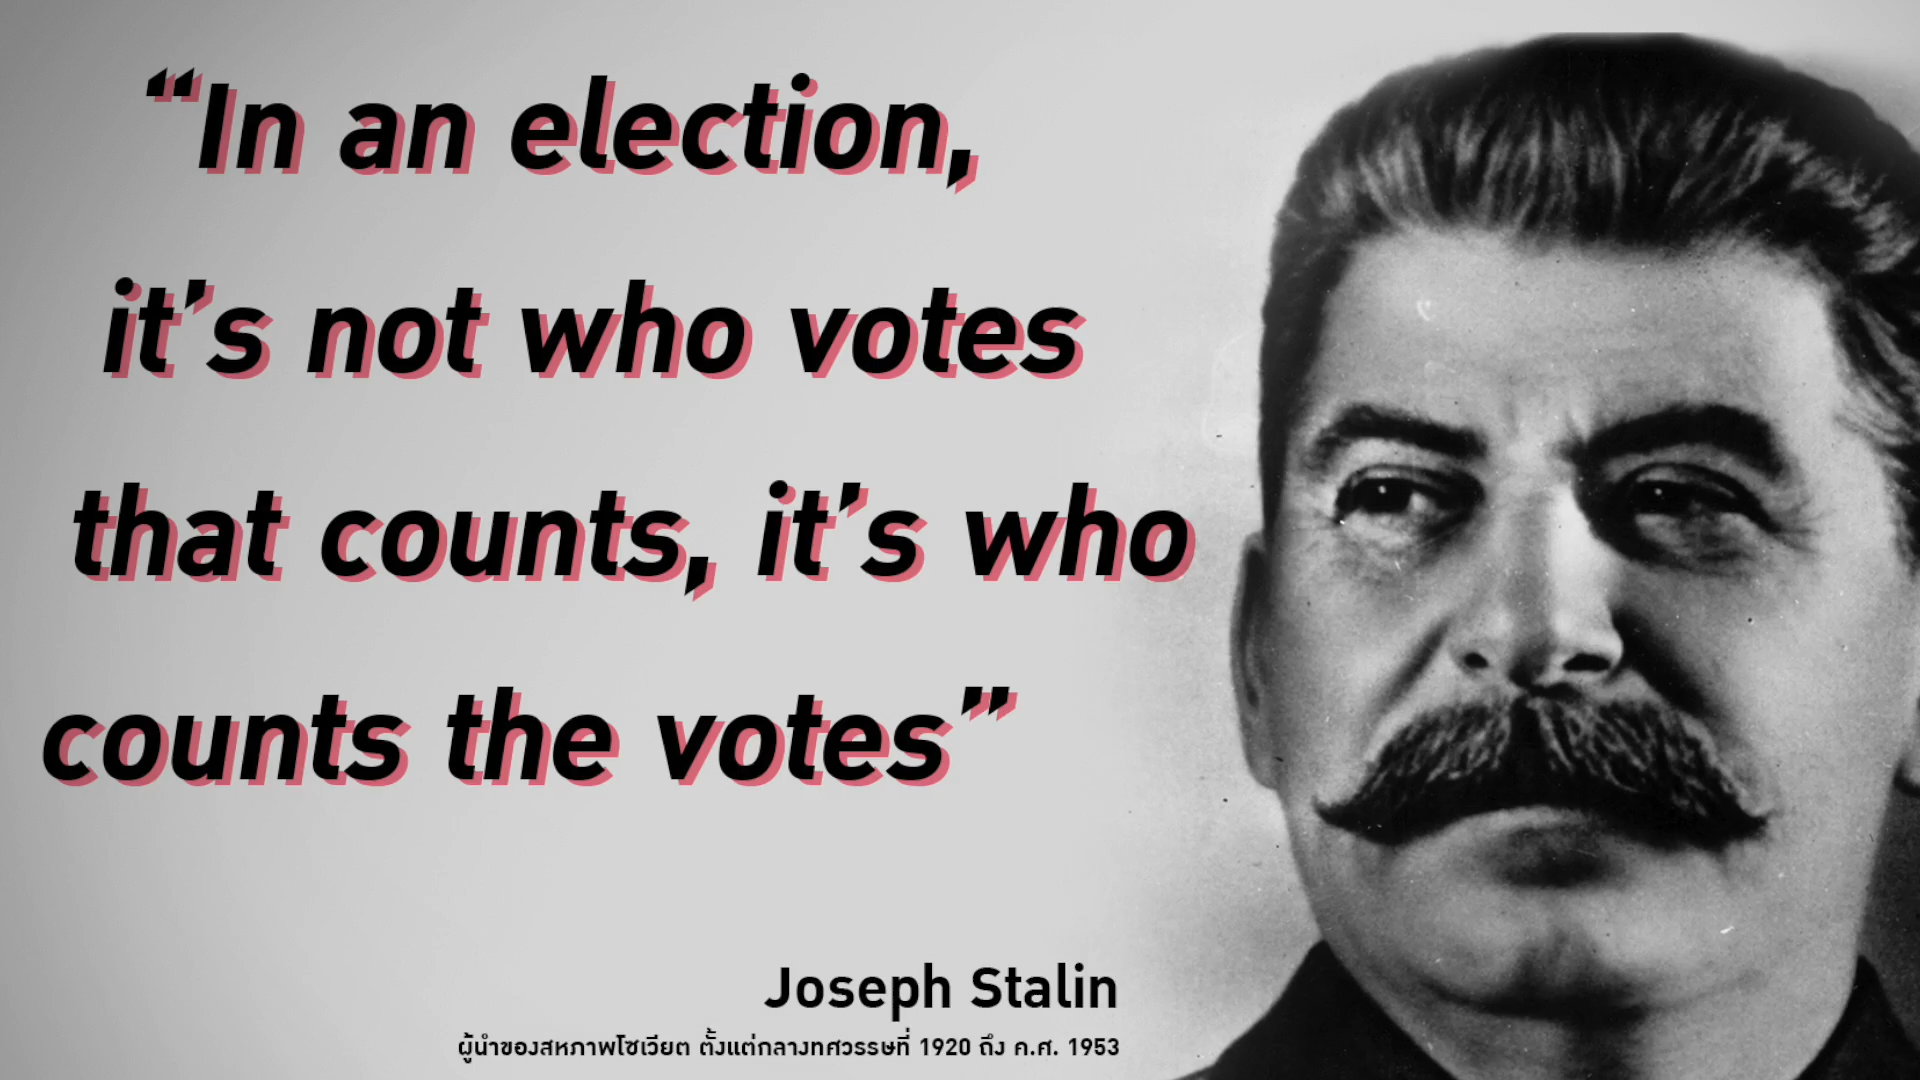 “In an election,
it’s not who votes
that counts, it’s who
counts the votes”
Joseph Stalin
ผู้นำของสหภาพโซเวียต ตั้งแต่กลางทศวรรษที่ 1920 ถึง ค.ศ. 1953